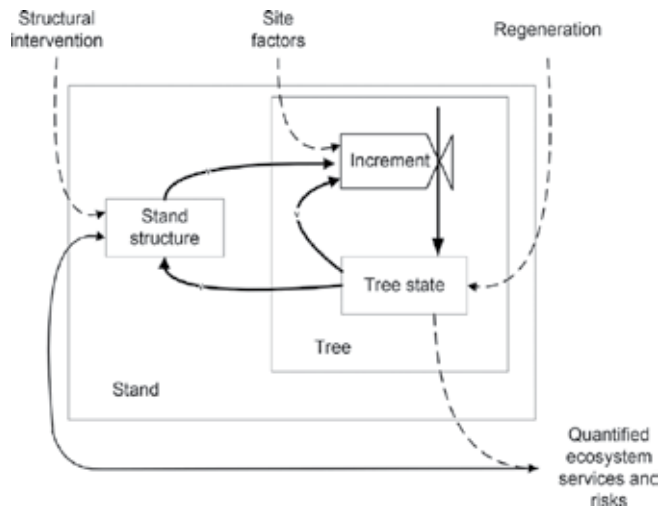 Structural
intervention
Site
factors
Regeneration
Increment
Stand
structure
Tree state
Tree
Stand
Quantified
ecosystem
services and
risks